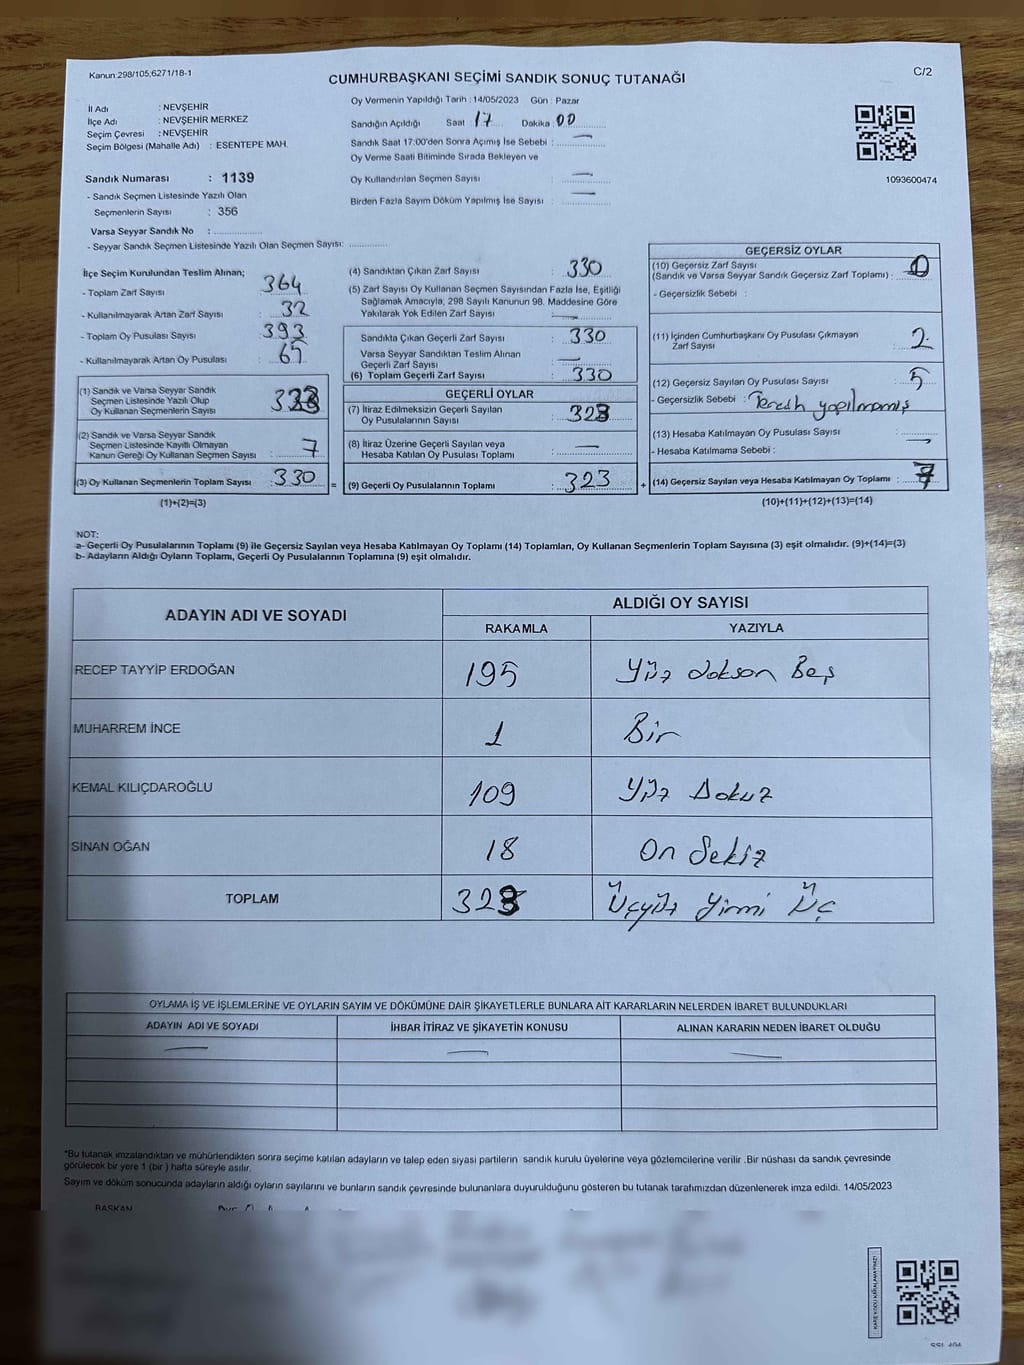 Kanun:298/105;6271/18-1
C/2
CUMHURBAŞKANI SEÇİMİ SANDIK SONUÇ TUTANAĞI
İl Adı : NEVŞEHİR
İlçe Adı : NEVŞEHİR MERKEZ
Seçim Çevresi : NEVŞEHİR
Seçim Bölgesi (Mahalle Adı) : ESENTEPE MAH.
Sandık Numarası : 1139
- Sandık Seçmen Listesinde Yazılı Olan
Seçmenlerin Sayısı : 356
Varsa Seyyar Sandık No : ..............
- Seyyar Sandık Seçmen Listesinde Yazılı Olan Seçmen Sayısı: ............
Oy Vermenin Yapıldığı Tarih : 14/05/2023 Gün : Pazar
Sandığın Açıldığı Saat : 17 Dakika : 00
Sandık Saat 17:00'den Sonra Açımış İse Sebebi : —
Oy Verme Saati Bitiminde Sırada Bekleyen ve
Oy Kullandırılan Seçmen Sayısı : —
Birden Fazla Sayım Döküm Yapılmış İse Sayısı : —
1093600474
İlçe Seçim Kurulundan Teslim Alınan;
- Toplam Zarf Sayısı : 364
- Kullanılmayarak Artan Zarf Sayısı : 32
- Toplam Oy Pusulası Sayısı : 393
- Kullanılmayarak Artan Oy Pusulası :
(1) Sandık ve Varsa Seyyar Sandık
Seçmen Listesinde Yazılı Olup
Oy Kullanan Seçmenlerin Sayısı :
(2) Sandık ve Varsa Seyyar Sandık
Seçmen Listesinde Kayıtlı Olmayan
Kanun Gereği Oy Kullanan Seçmen Sayısı : 7
(3) Oy Kullanan Seçmenlerin Toplam Sayısı : 330
(1)+(2)=(3)
(4) Sandıktan Çıkan Zarf Sayısı : 330
(5) Zarf Sayısı Oy Kullanan Seçmen Sayısından Fazla İse, Eşitliği
Sağlamak Amacıyla, 298 Sayılı Kanunun 98. Maddesine Göre
Yakılarak Yok Edilen Zarf Sayısı : —
Sandıkta Çıkan Geçerli Zarf Sayısı : 330
Varsa Seyyar Sandıktan Teslim Alınan
Geçerli Zarf Sayısı : —
(6) Toplam Geçerli Zarf Sayısı : 330
GEÇERLİ OYLAR
(7) İtiraz Edilmeksizin Geçerli Sayılan
Oy Pusulalarının Sayısı : 323
(8) İtiraz Üzerine Geçerli Sayılan veya
Hesaba Katılan Oy Pusulası Toplamı : —
= (9) Geçerli Oy Pusulalarının Toplamı : 323 +
GEÇERSİZ OYLAR
(10) Geçersiz Zarf Sayısı
(Sandık ve Varsa Seyyar Sandık Geçersiz Zarf Toplamı) : 0
- Geçersizlik Sebebi :
(11) İçinden Cumhurbaşkanı Oy Pusulası Çıkmayan
Zarf Sayısı : 2
(12) Geçersiz Sayılan Oy Pusulası Sayısı : 5
- Geçersizlik Sebebi : Tercih yapılmamış
(13) Hesaba Katılmayan Oy Pusulası Sayısı : —
- Hesaba Katılmama Sebebi :
(14) Geçersiz Sayılan veya Hesaba Katılmayan Oy Toplamı : 7
(10)+(11)+(12)+(13)=(14)
NOT:
a- Geçerli Oy Pusulalarının Toplamı (9) ile Geçersiz Sayılan veya Hesaba Katılmayan Oy Toplamı (14) Toplamları, Oy Kullanan Seçmenlerin Toplam Sayısına (3) eşit olmalıdır. (9)+(14)=(3)
b- Adayların Aldığı Oyların Toplamı, Geçerli Oy Pusulalarının Toplamına (9) eşit olmalıdır.
ADAYIN ADI VE SOYADI ALDIĞI OY SAYISI
RAKAMLA YAZIYLA
RECEP TAYYİP ERDOĞAN 195 Yüz doksan Beş
MUHARREM İNCE 1 Bir
KEMAL KILIÇDAROĞLU 109 Yüz Dokuz
SİNAN OĞAN 18 On Sekiz
TOPLAM 323 Üçyüz Yirmi Üç
OYLAMA İŞ VE İŞLEMLERİNE VE OYLARIN SAYIM VE DÖKÜMÜNE DAİR ŞİKAYETLERLE BUNLARA AİT KARARLARIN NELERDEN İBARET BULUNDUKLARI
ADAYIN ADI VE SOYADI İHBAR İTİRAZ VE ŞİKAYETİN KONUSU ALINAN KARARIN NEDEN İBARET OLDUĞU
— — —
*Bu tutanak imzalandıktan ve mühürlendikten sonra seçime katılan adayların ve talep eden siyasi partilerin sandık kurulu üyelerine veya gözlemcilerine verilir .Bir nüshası da sandık çevresinde
görülecek bir yere 1 (bir) hafta süreyle asılır.
Sayım ve döküm sonucunda adayların aldığı oyların sayılarını ve bunların sandık çevresinde bulunanlara duyurulduğunu gösteren bu tutanak tarafımızdan düzenlenerek imza edildi. 14/05/2023
BAŞKAN